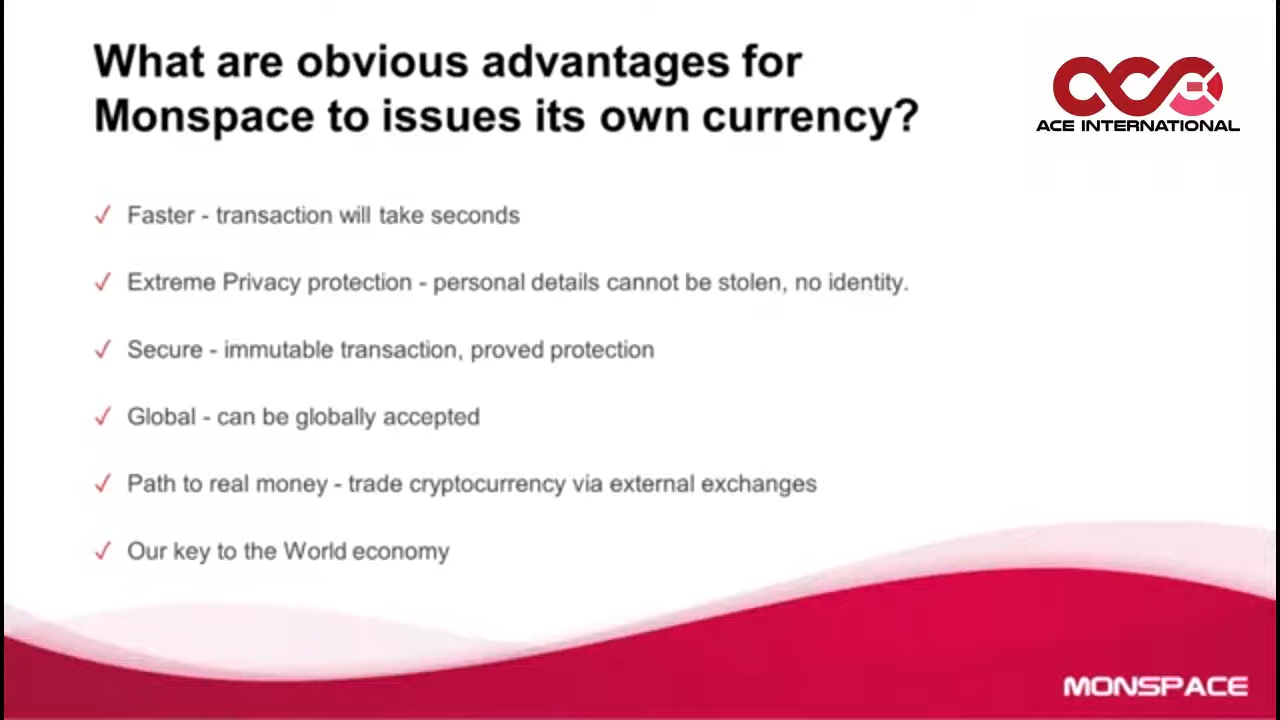 What are obvious advantages for
Monspace to issues its own currency?
ACE INTERNATIONAL
✓ Faster - transaction will take seconds
✓ Extreme Privacy protection - personal details cannot be stolen, no identity.
✓ Secure - immutable transaction, proved protection
✓ Global - can be globally accepted
✓ Path to real money - trade cryptocurrency via external exchanges
✓ Our key to the World economy
MONSPACE